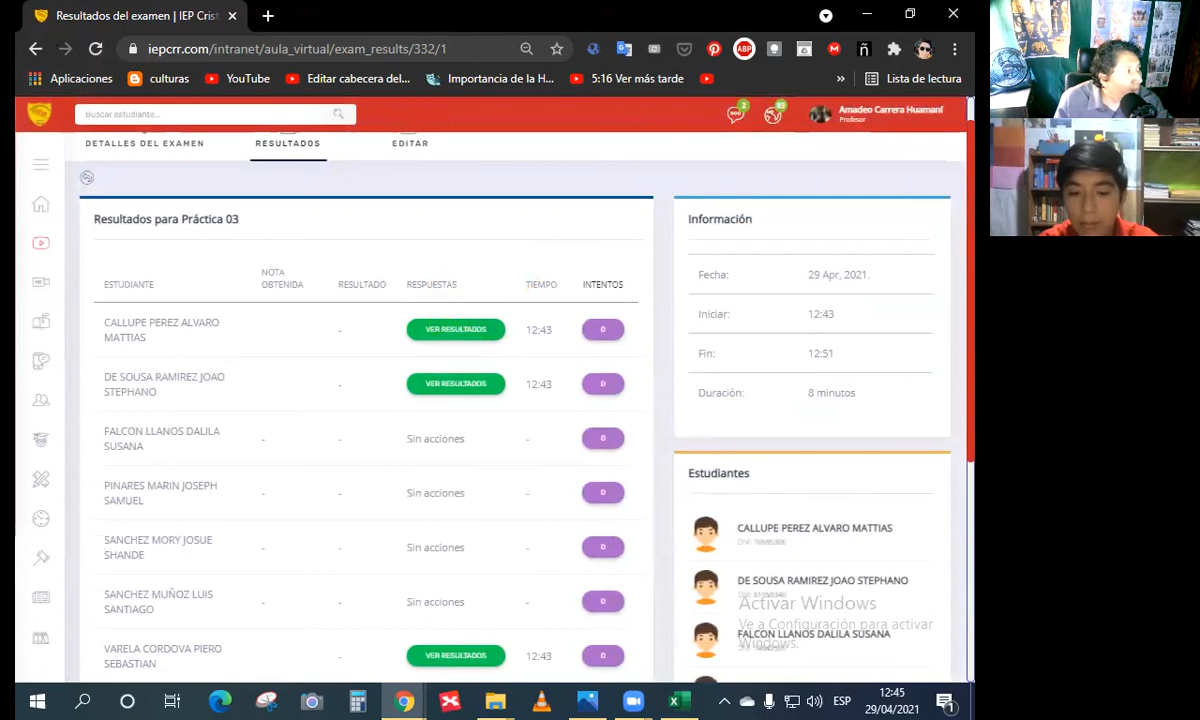 Resultados del examen | IEP Cris
iepcrr.com/intranet/aula_virtual/exam_results/332/1
Aplicaciones culturas YouTube Editar cabecera del... Importancia de la H... 5:16 Ver más tarde » Lista de lectura
Buscar estudiante...
2 83 Amadeo Carrera Huamaní
Profesor
DETALLES DEL EXAMEN RESULTADOS EDITAR
Resultados para Práctica 03
ESTUDIANTE NOTA OBTENIDA RESULTADO RESPUESTAS TIEMPO INTENTOS
CALLUPE PEREZ ALVARO MATTIAS - VER RESULTADOS 12:43 0
DE SOUSA RAMIREZ JOAO STEPHANO - VER RESULTADOS 12:43 0
FALCON LLANOS DALILA SUSANA - - Sin acciones - 0
PINARES MARIN JOSEPH SAMUEL - - Sin acciones - 0
SANCHEZ MORY JOSUE SHANDE - - Sin acciones - 0
SANCHEZ MUÑOZ LUIS SANTIAGO - - Sin acciones - 0
VARELA CORDOVA PIERO SEBASTIAN - VER RESULTADOS 12:43 0
Información
Fecha: 29 Apr, 2021.
Iniciar: 12:43
Fin: 12:51
Duración: 8 minutos
Estudiantes
CALLUPE PEREZ ALVARO MATTIAS
DE SOUSA RAMIREZ JOAO STEPHANO
FALCON LLANOS DALILA SUSANA
Activar Windows
Ve a Configuración para activar
Windows.
ESP
12:45
29/04/2021